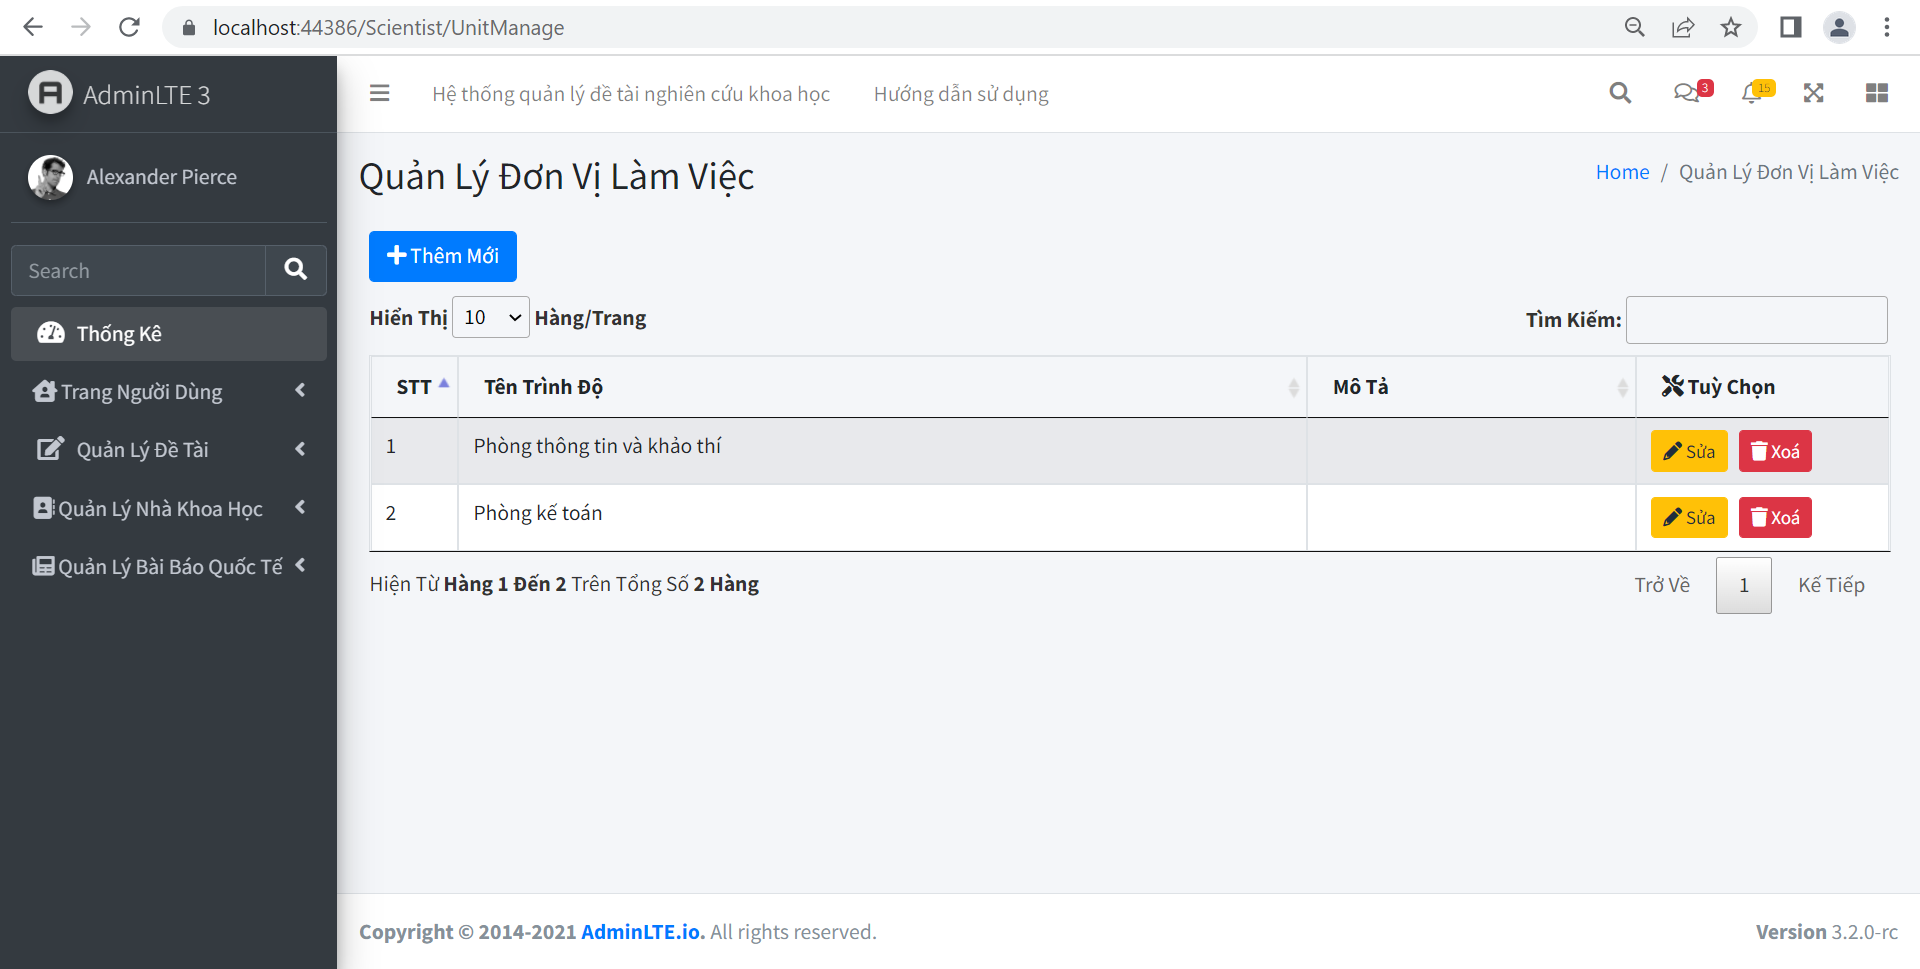 localhost:44386/Scientist/UnitManage
AdminLTE 3
Hệ thống quản lý đề tài nghiên cứu khoa học
Hướng dẫn sử dụng
3
15
Alexander Pierce
Search
Thống Kê
Trang Người Dùng
Quản Lý Đề Tài
Quản Lý Nhà Khoa Học
Quản Lý Bài Báo Quốc Tế
Quản Lý Đơn Vị Làm Việc
Home / Quản Lý Đơn Vị Làm Việc
Thêm Mới
Hiển Thị 10 Hàng/Trang
Tìm Kiếm:
STT Tên Trình Độ Mô Tả Tuỳ Chọn
1 Phòng thông tin và khảo thí Sửa Xoá
2 Phòng kế toán Sửa Xoá
Hiện Từ Hàng 1 Đến 2 Trên Tổng Số 2 Hàng
Trở Về 1 Kế Tiếp
Copyright © 2014-2021 AdminLTE.io. All rights reserved.
Version 3.2.0-rc